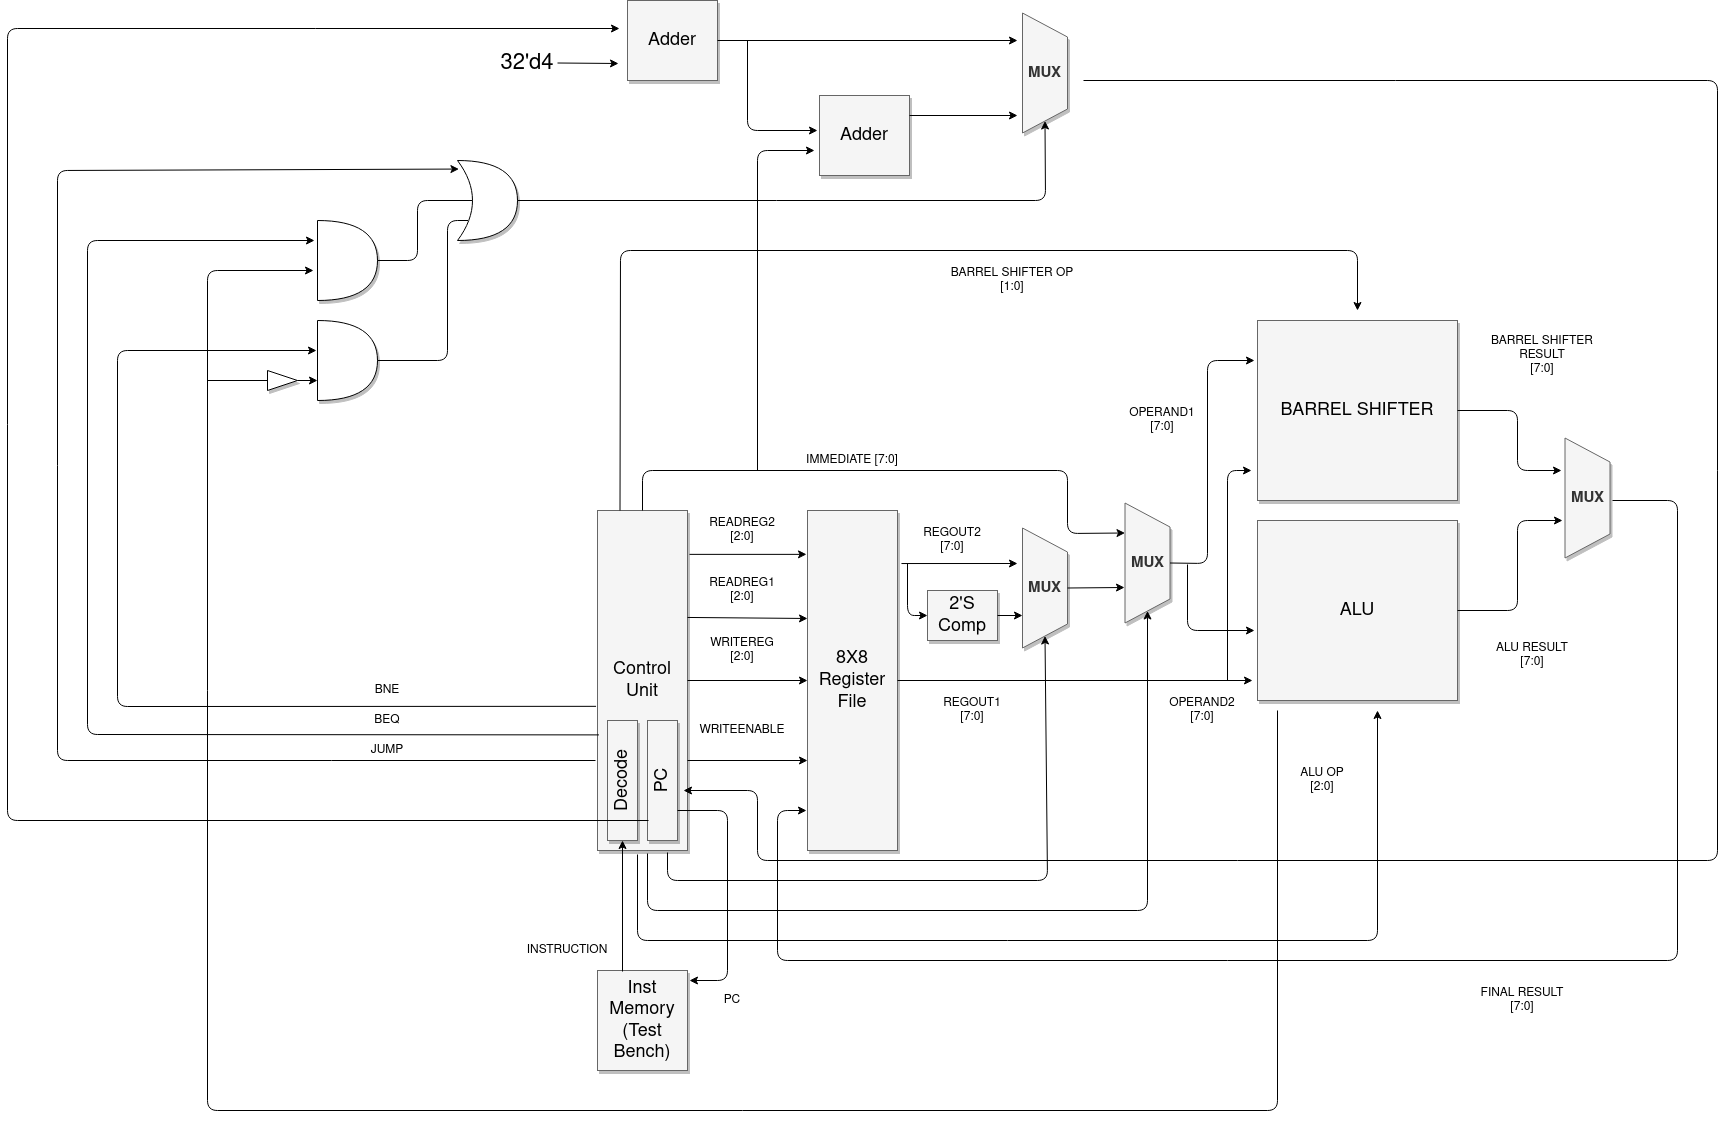 Adder
32'd4
MUX
Adder
BARREL SHIFTER OP
[1:0]
BARREL SHIFTER
RESULT
[7:0]
OPERAND1
[7:0]
BARREL SHIFTER
IMMEDIATE [7:0]
MUX
READREG2
[2:0]
REGOUT2
[7:0]
MUX
READREG1
[2:0]
MUX
2'S
Comp
ALU
WRITEREG
[2:0]
ALU RESULT
[7:0]
Control
Unit
8X8
Register
File
BNE
REGOUT1
[7:0]
OPERAND2
[7:0]
BEQ
WRITEENABLE
JUMP
Decode
PC
ALU OP
[2:0]
INSTRUCTION
Inst
Memory
(Test
Bench)
PC
FINAL RESULT
[7:0]